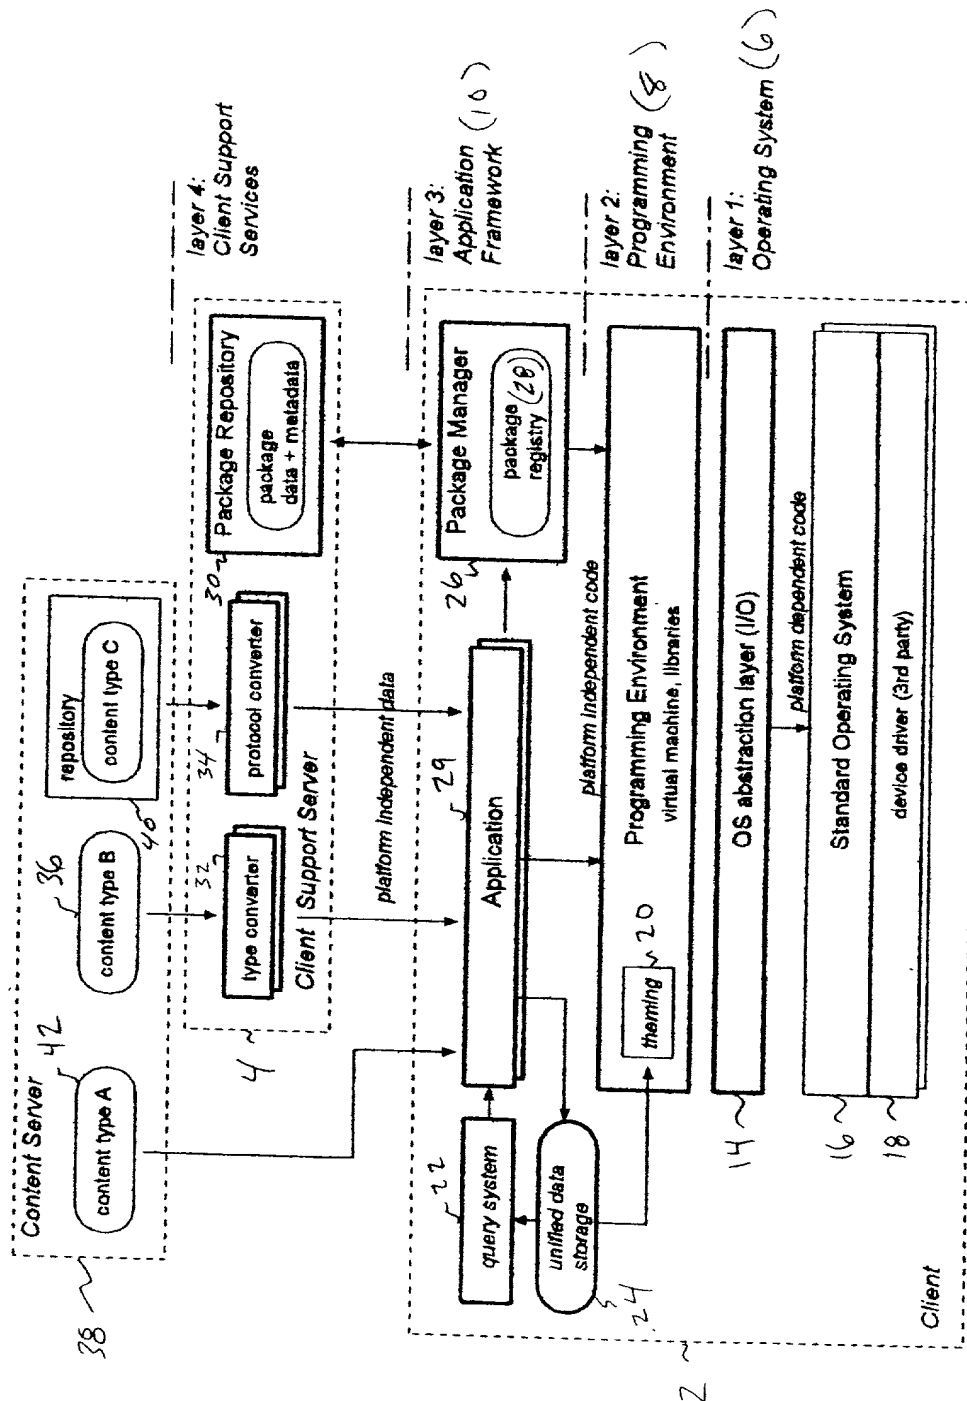 Content Server
38
content type A
42
content type B
36
repository
content type C
40
layer 4:
Client Support
Services
4
type converter
32
protocol converter
34
Client Support Server
Package Repository
30
package
data + metadata
platform independent data
layer 3:
Application (10)
Framework
query system
22
unified data
storage
24
Application
29
Package Manager
26
package
registry (28)
platform independent code
layer 2:
Programming (8)
Environment
Programming Environment
virtual machine, libraries
theming
20
layer 1:
Operating System (6)
OS abstraction layer (I/O)
14
platform dependent code
Standard Operating System
16
device driver (3rd party)
18
Client
2